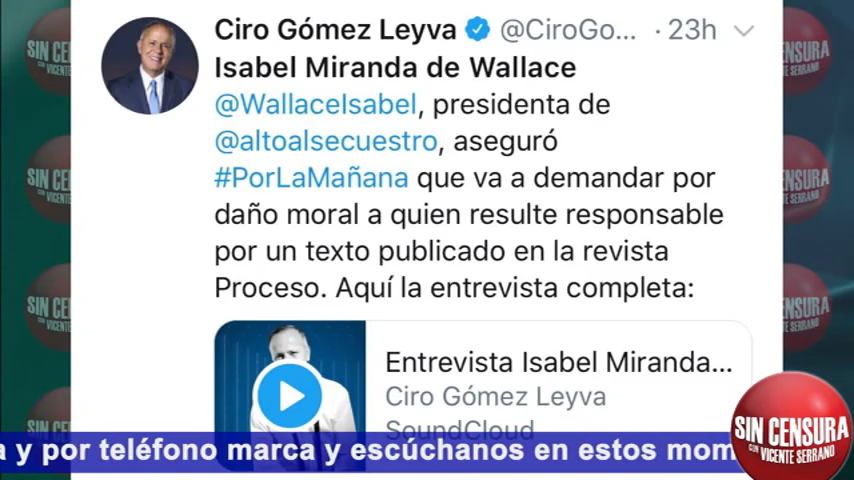 Ciro Gómez Leyva @CiroGo... · 23h
Isabel Miranda de Wallace
@WallaceIsabel, presidenta de
@altoalsecuestro, aseguró
#PorLaMañana que va a demandar por
daño moral a quien resulte responsable
por un texto publicado en la revista
Proceso. Aquí la entrevista completa:
Entrevista Isabel Miranda...
Ciro Gómez Leyva
SoundCloud
a y por teléfono marca y escúchanos en estos mom
SIN CENSURA
CON VICENTE SERRANO